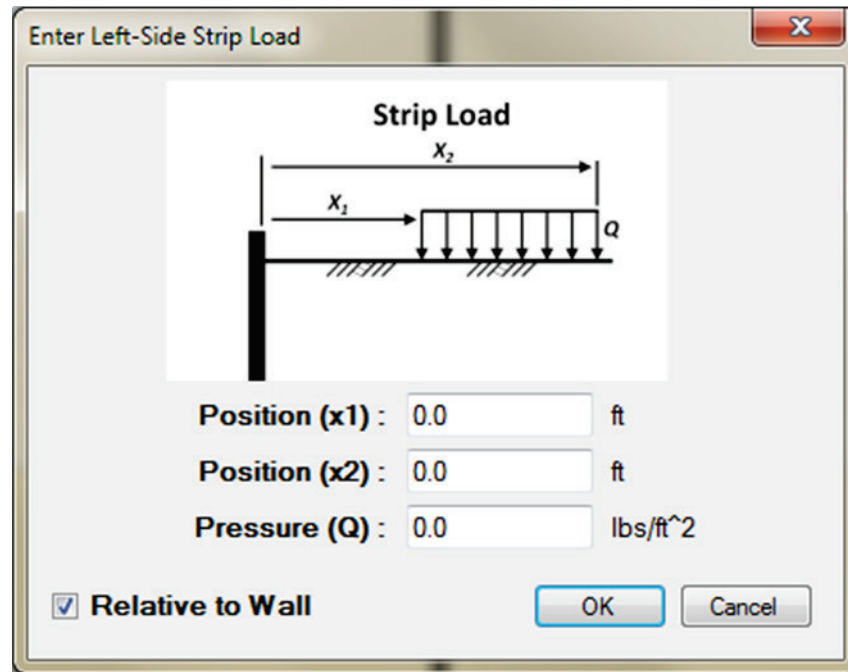 Enter Left-Side Strip Load
Strip Load
X2
X1
Q
Position (x1) : 0.0 ft
Position (x2) : 0.0 ft
Pressure (Q) : 0.0 lbs/ft^2
Relative to Wall OK Cancel